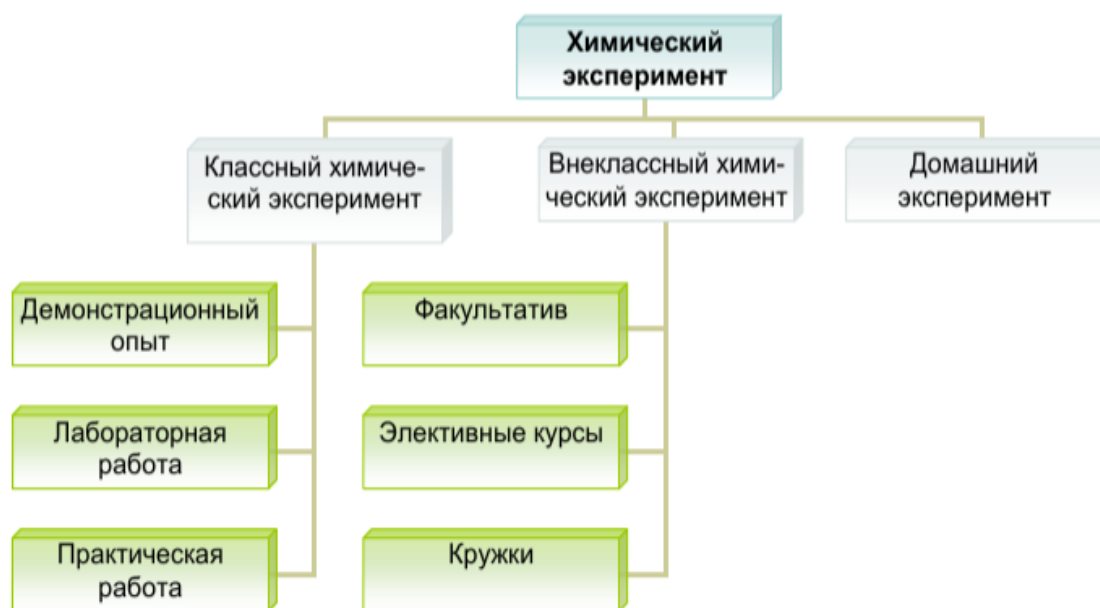 Химический
эксперимент
Классный химиче-
ский эксперимент
Внеклассный хими-
ческий эксперимент
Домашний
эксперимент
Демонстрационный
опыт
Факультатив
Лабораторная
работа
Элективные курсы
Практическая
работа
Кружки